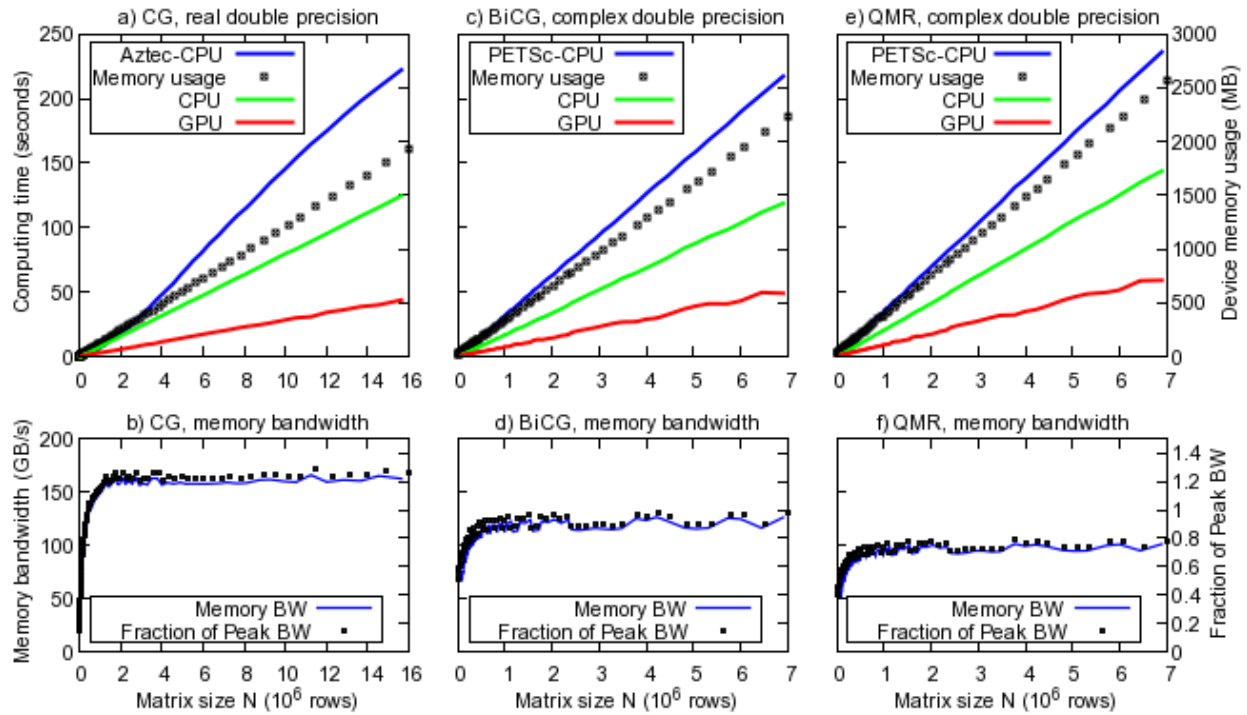 a) CG, real double precision
c) BiCG, complex double precision
e) QMR, complex double precision
Computing time (seconds)
250
200
150
100
50
0
Aztec-CPU
Memory usage
CPU
GPU
0 2 4 6 8 10 12 14 16
PETSc-CPU
Memory usage
CPU
GPU
0 1 2 3 4 5 6 7
PETSc-CPU
Memory usage
CPU
GPU
0 1 2 3 4 5 6 7
3000
2500
2000
1500
1000
500
0
Device memory usage (MB)
b) CG, memory bandwidth
d) BiCG, memory bandwidth
f) QMR, memory bandwidth
Memory bandwidth (GB/s)
200
150
100
50
0
Memory BW
Fraction of Peak BW
0 2 4 6 8 10 12 14 16
Matrix size N (10⁶ rows)
Memory BW
Fraction of Peak BW
0 1 2 3 4 5 6 7
Matrix size N (10⁶ rows)
Memory BW
Fraction of Peak BW
0 1 2 3 4 5 6 7
Matrix size N (10⁶ rows)
1.4
1.2
1
0.8
0.6
0.4
0.2
0
Fraction of Peak BW